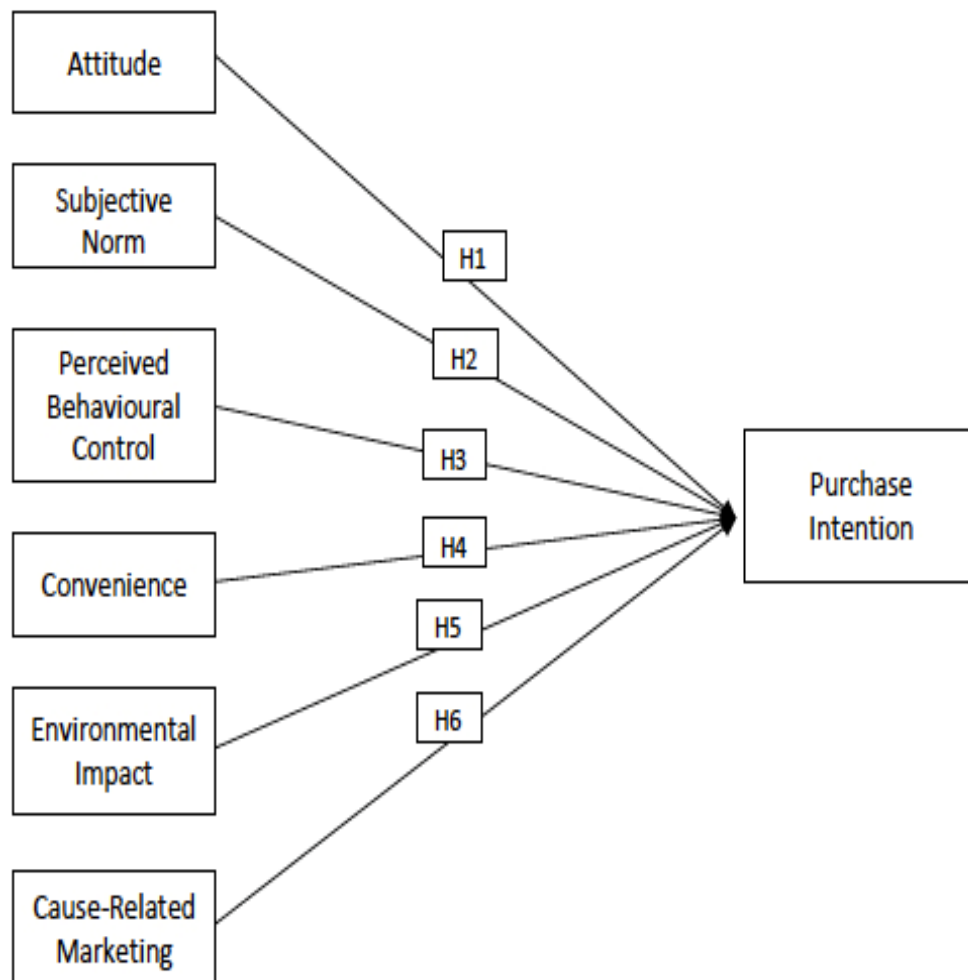 Attitude
Subjective
Norm
H1
H2
Perceived
Behavioural
Control
H3
Purchase
Intention
H4
Convenience
H5
Environmental
Impact
H6
Cause-Related
Marketing